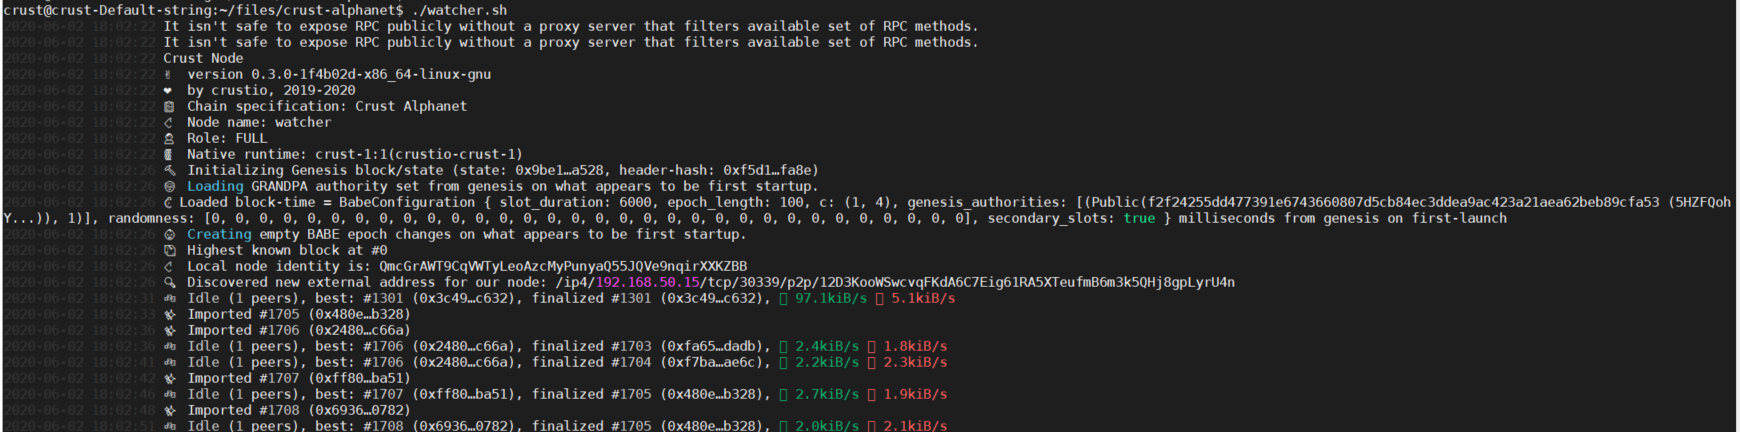 crust@crust-Default-string:~/files/crust-alphanet$ ./watcher.sh
2020-06-02 18:02:22 It isn't safe to expose RPC publicly without a proxy server that filters available set of RPC methods.
2020-06-02 18:02:22 It isn't safe to expose RPC publicly without a proxy server that filters available set of RPC methods.
2020-06-02 18:02:22 Crust Node
2020-06-02 18:02:22 ✌ version 0.3.0-1f4b02d-x86_64-linux-gnu
2020-06-02 18:02:22 ❤ by crustio, 2019-2020
2020-06-02 18:02:22 📋 Chain specification: Crust Alphanet
2020-06-02 18:02:22 🏷 Node name: watcher
2020-06-02 18:02:22 👤 Role: FULL
2020-06-02 18:02:22 Native runtime: crust-1:1(crustio-crust-1)
2020-06-02 18:02:26 🔨 Initializing Genesis block/state (state: 0x9be1…a528, header-hash: 0xf5d1…fa8e)
2020-06-02 18:02:26 Loading GRANDPA authority set from genesis on what appears to be first startup.
2020-06-02 18:02:26 Loaded block-time = BabeConfiguration { slot_duration: 6000, epoch_length: 100, c: (1, 4), genesis_authorities: [(Public(f2f24255dd477391e6743660807d5cb84ec3ddea9ac423a21aea62beb89cfa53 (5HZFQoh
Y...)), 1)], randomness: [0, 0, 0, 0, 0, 0, 0, 0, 0, 0, 0, 0, 0, 0, 0, 0, 0, 0, 0, 0, 0, 0, 0, 0, 0, 0, 0, 0, 0, 0, 0, 0], secondary_slots: true } milliseconds from genesis on first-launch
2020-06-02 18:02:26 Creating empty BABE epoch changes on what appears to be first startup.
2020-06-02 18:02:26 Highest known block at #0
2020-06-02 18:02:26 🏷 Local node identity is: QmcGrAWT9CqVWTyLeoAzcMyPunyaQ55JQVe9nqirXXKZBB
2020-06-02 18:02:26 🔍 Discovered new external address for our node: /ip4/192.168.50.15/tcp/30339/p2p/12D3KooWSwcvqFKdA6C7Eig61RA5XTeufmB6m3k5QHj8gpLyrU4n
2020-06-02 18:02:31 💤 Idle (1 peers), best: #1301 (0x3c49…c632), finalized #1301 (0x3c49…c632), 97.1kiB/s 5.1kiB/s
2020-06-02 18:02:33 ✨ Imported #1705 (0x480e…b328)
2020-06-02 18:02:36 ✨ Imported #1706 (0x2480…c66a)
2020-06-02 18:02:36 💤 Idle (1 peers), best: #1706 (0x2480…c66a), finalized #1703 (0xfa65…dadb), 2.4kiB/s 1.8kiB/s
2020-06-02 18:02:41 💤 Idle (1 peers), best: #1706 (0x2480…c66a), finalized #1704 (0xf7ba…ae6c), 2.2kiB/s 2.3kiB/s
2020-06-02 18:02:42 ✨ Imported #1707 (0xff80…ba51)
2020-06-02 18:02:46 💤 Idle (1 peers), best: #1707 (0xff80…ba51), finalized #1705 (0x480e…b328), 2.7kiB/s 1.9kiB/s
2020-06-02 18:02:48 ✨ Imported #1708 (0x6936…0782)
2020-06-02 18:02:51 💤 Idle (1 peers), best: #1708 (0x6936…0782), finalized #1705 (0x480e…b328), 2.0kiB/s 2.1kiB/s